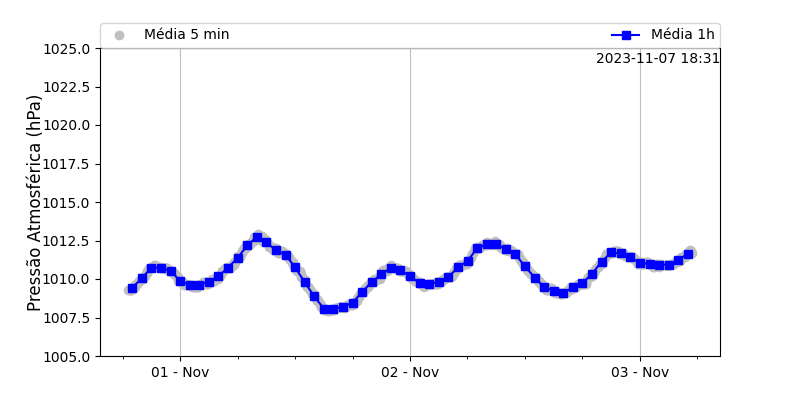 Média 5 min
Média 1h
2023-11-07 18:31
Pressão Atmosférica (hPa)
1025.0
1022.5
1020.0
1017.5
1015.0
1012.5
1010.0
1007.5
1005.0
01 - Nov
02 - Nov
03 - Nov